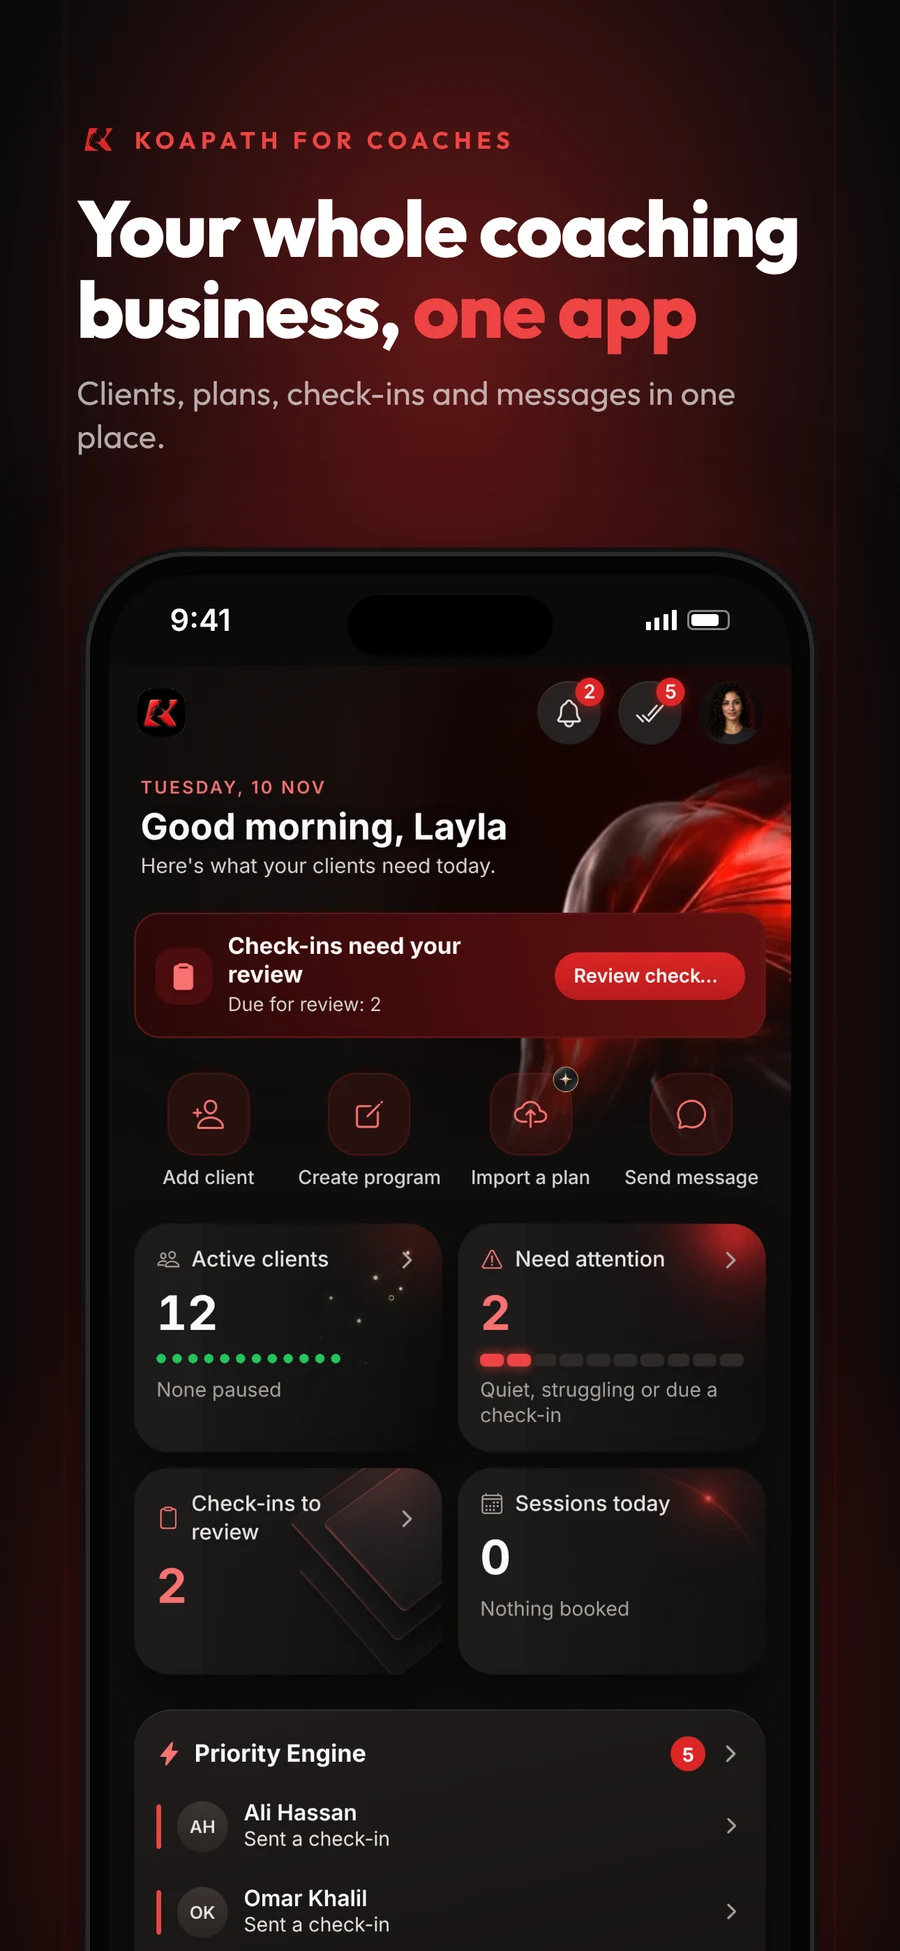 KOAPATH FOR COACHES
Your whole coaching
business, one app
Clients, plans, check-ins and messages in one
place.
9:41
2
5
TUESDAY, 10 NOV
Good morning, Layla
Here's what your clients need today.
Check-ins need your
review
Due for review: 2
Review check...
Add client
Create program
Import a plan
Send message
Active clients
12
None paused
Need attention
2
Quiet, struggling or due a
check-in
Check-ins to
review
2
Sessions today
0
Nothing booked
Priority Engine
5
AH
Ali Hassan
Sent a check-in
OK
Omar Khalil
Sent a check-in